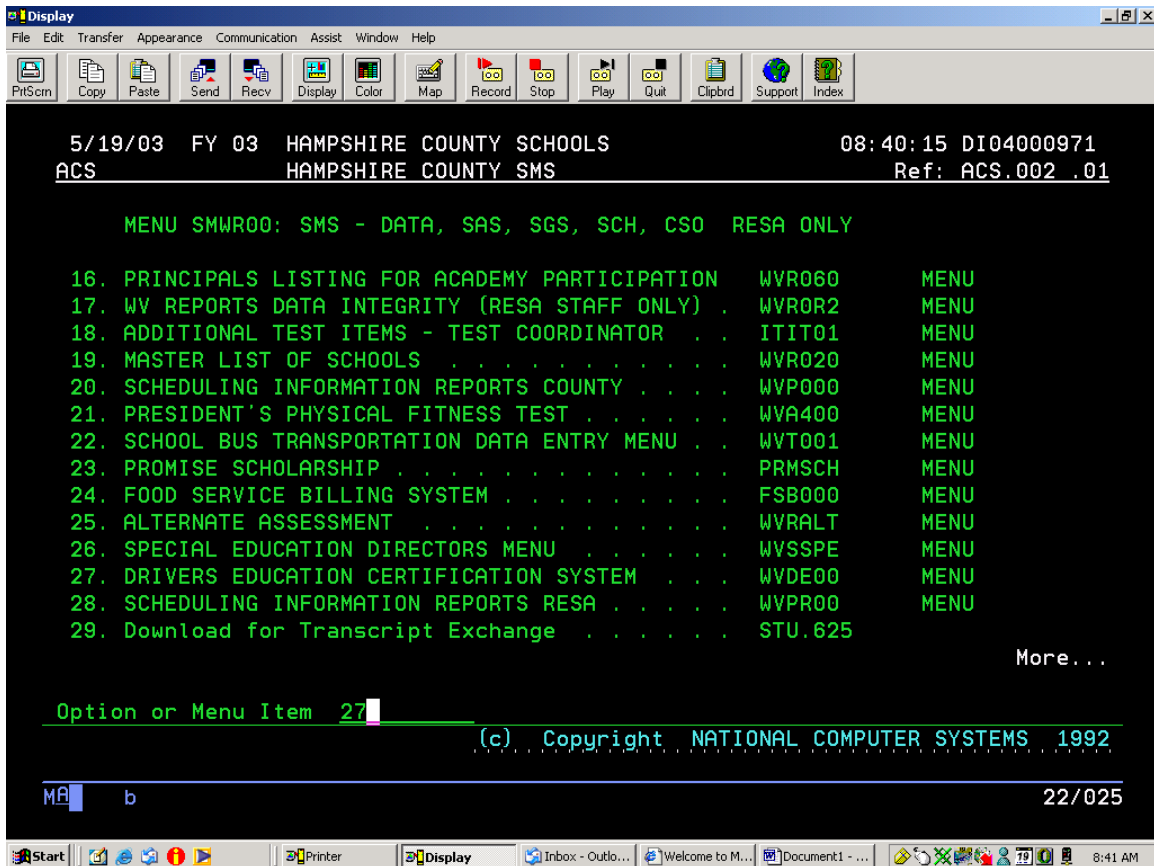 Display
File Edit Transfer Appearance Communication Assist Window Help
PrtScrn Copy Paste Send Recv Display Color Map Record Stop Play Quit Clipbrd Support Index
5/19/03 FY 03 HAMPSHIRE COUNTY SCHOOLS 08:40:15 DI04000971
ACS HAMPSHIRE COUNTY SMS Ref: ACS.002 .01
MENU SMWR00: SMS - DATA, SAS, SGS, SCH, CSO RESA ONLY
16. PRINCIPALS LISTING FOR ACADEMY PARTICIPATION WVR060 MENU
17. WV REPORTS DATA INTEGRITY (RESA STAFF ONLY) . WVR0R2 MENU
18. ADDITIONAL TEST ITEMS - TEST COORDINATOR . . ITIT01 MENU
19. MASTER LIST OF SCHOOLS . . . . . . . . . . . WVR020 MENU
20. SCHEDULING INFORMATION REPORTS COUNTY . . . . WVP000 MENU
21. PRESIDENT'S PHYSICAL FITNESS TEST . . . . . . WVA400 MENU
22. SCHOOL BUS TRANSPORTATION DATA ENTRY MENU . . WVT001 MENU
23. PROMISE SCHOLARSHIP . . . . . . . . . . . . . PRMSCH MENU
24. FOOD SERVICE BILLING SYSTEM . . . . . . . . . FSB000 MENU
25. ALTERNATE ASSESSMENT . . . . . . . . . . . . WVRALT MENU
26. SPECIAL EDUCATION DIRECTORS MENU . . . . . . WVSSPE MENU
27. DRIVERS EDUCATION CERTIFICATION SYSTEM . . . WVDE00 MENU
28. SCHEDULING INFORMATION REPORTS RESA . . . . . WVPR00 MENU
29. Download for Transcript Exchange . . . . . . STU.625
More...
Option or Menu Item 27
(c) Copyright NATIONAL COMPUTER SYSTEMS 1992
MA b 22/025
Start Printer Display Inbox - Outlo... Welcome to M... Document1 - ... 19 8:41 AM